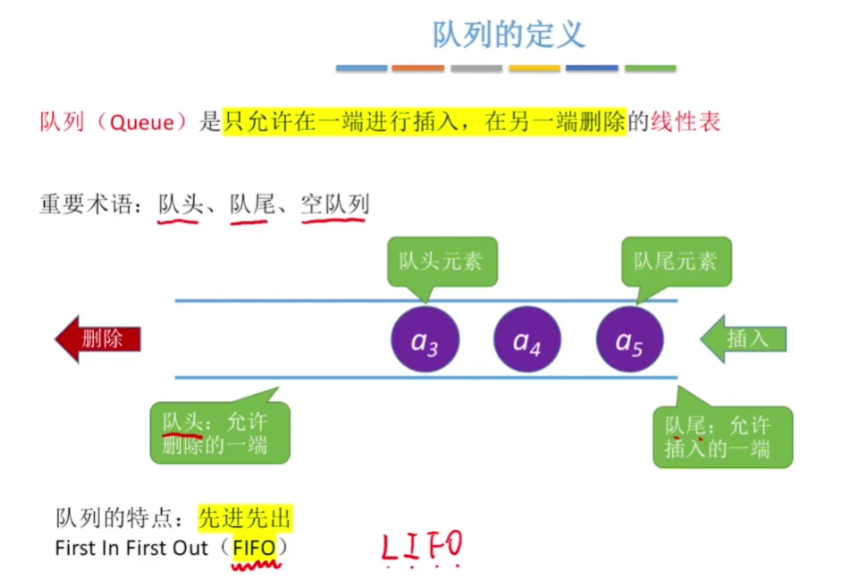 队列的定义
队列（Queue）是只允许在一端进行插入，在另一端删除的线性表
重要术语：队头、队尾、空队列
队头元素
队尾元素
删除
a3
a4
a5
插入
队头：允许
删除的一端
队尾：允许
插入的一端
队列的特点：先进先出
First In First Out（FIFO）
LIFO